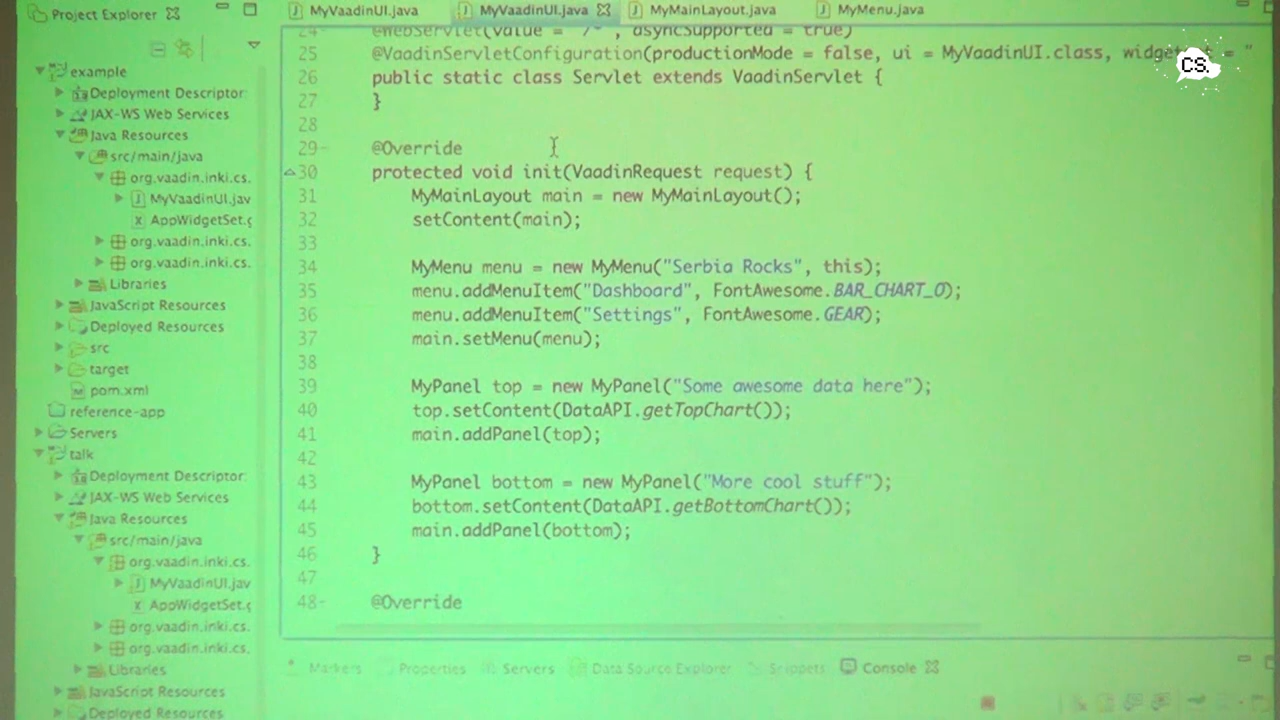 Project Explorer
example
Deployment Descriptor:
JAX-WS Web Services
Java Resources
src/main/java
org.vaadin.inki.cs.
MyVaadinUI.jav
AppWidgetSet.g
org.vaadin.inki.cs.
org.vaadin.inki.cs.
Libraries
JavaScript Resources
Deployed Resources
src
target
pom.xml
reference-app
Servers
talk
Deployment Descriptor:
JAX-WS Web Services
Java Resources
src/main/java
org.vaadin.inki.cs.
MyVaadinUI.jav
AppWidgetSet.g
org.vaadin.inki.cs.
org.vaadin.inki.cs.
Libraries
JavaScript Resources
Deployed Resources
MyVaadinUI.java MyVaadinUI.java MyMainLayout.java MyMenu.java
CS.
24 @WebServlet(value = "/*", asyncSupported = true)
25 @VaadinServletConfiguration(productionMode = false, ui = MyVaadinUI.class, = "
26 public static class Servlet extends VaadinServlet {
27 }
28
29 @Override
30 protected void init(VaadinRequest request) {
31 MyMainLayout main = new MyMainLayout();
32 setContent(main);
33
34 MyMenu menu = new MyMenu("Serbia Rocks", this);
35 menu.addMenuItem("Dashboard", FontAwesome.BAR_CHART_O);
36 menu.addMenuItem("Settings", FontAwesome.GEAR);
37 main.setMenu(menu);
38
39 MyPanel top = new MyPanel("Some awesome data here");
40 top.setContent(DataAPI.getTopChart());
41 main.addPanel(top);
42
43 MyPanel bottom = new MyPanel("More cool stuff");
44 bottom.setContent(DataAPI.getBottomChart());
45 main.addPanel(bottom);
46 }
47
48 @Override
Markers Properties Servers Data Source Explorer Snippets Console